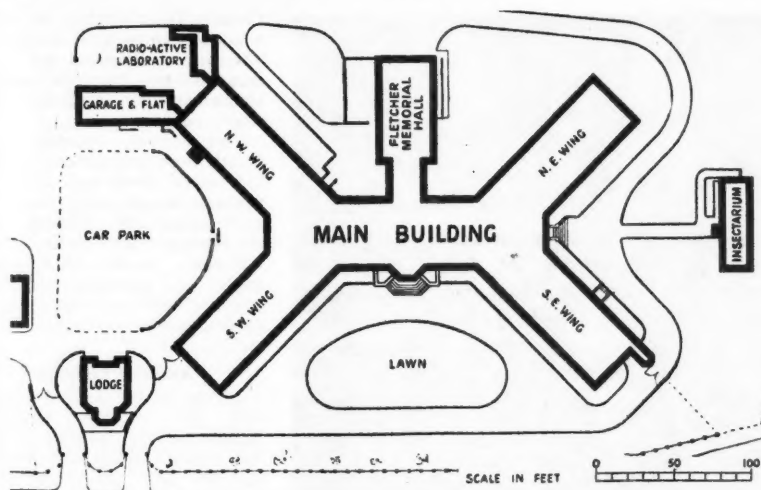 RADIO-ACTIVE
LABORATORY
GARAGE & FLAT
N. W. WING
FLETCHER
MEMORIAL
HALL
N. E. WING
INSECTARIUM
CAR PARK
MAIN BUILDING
S. W. WING
S. E. WING
LAWN
LODGE
SCALE IN FEET
0 50 100